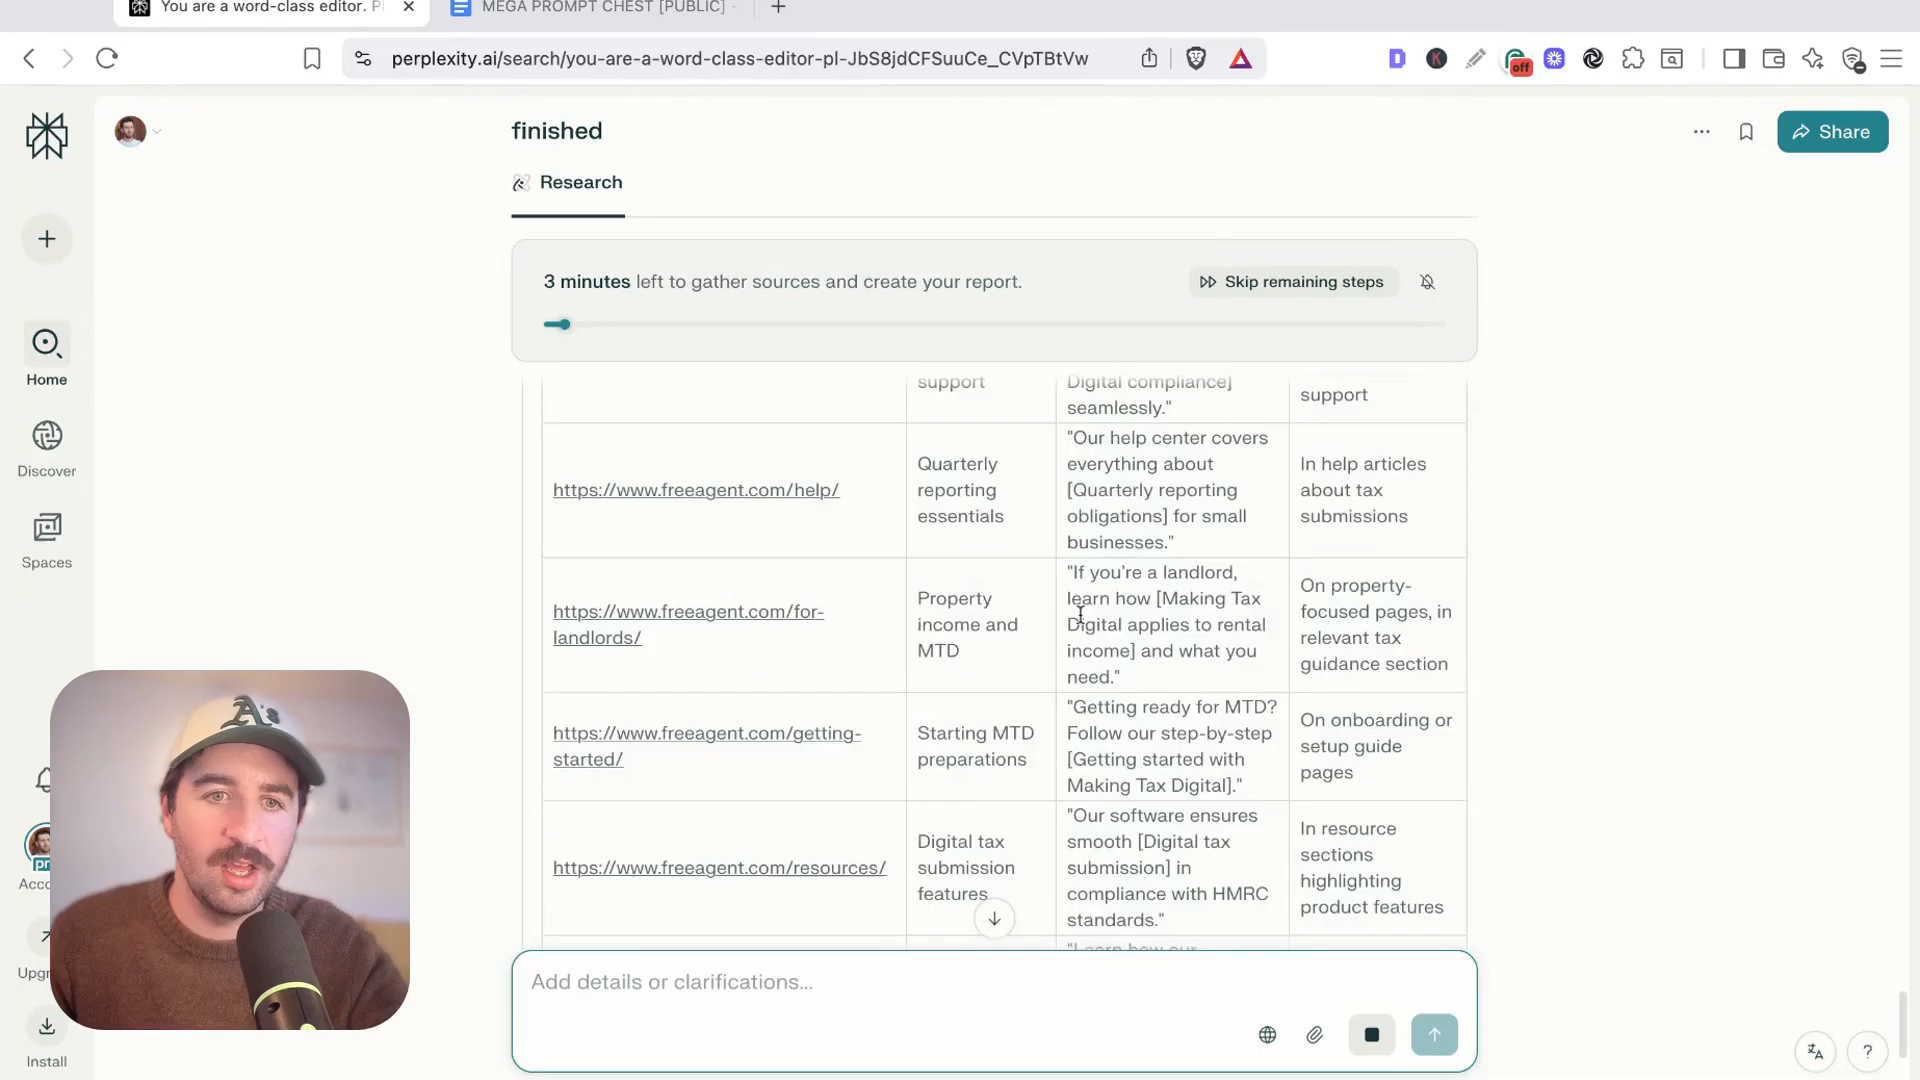 You are a word-class editor. P
MEGA PROMPT CHEST [PUBLIC] -
perplexity.ai/search/you-are-a-word-class-editor-pl-JbS8jdCFSuuCe_CVpTBtVw
off
finished
Share
Research
3 minutes left to gather sources and create your report.
Skip remaining steps
Home
Discover
Spaces
Install
support
Digital compliance]
seamlessly."
support
https://www.freeagent.com/help/
Quarterly
reporting
essentials
"Our help center covers
everything about
[Quarterly reporting
obligations] for small
businesses."
In help articles
about tax
submissions
https://www.freeagent.com/for-
landlords/
Property
income and
MTD
"If you're a landlord,
learn how [Making Tax
Digital applies to rental
income] and what you
need."
On property-
focused pages, in
relevant tax
guidance section
https://www.freeagent.com/getting-
started/
Starting MTD
preparations
"Getting ready for MTD?
Follow our step-by-step
[Getting started with
Making Tax Digital]."
On onboarding or
setup guide
pages
https://www.freeagent.com/resources/
Digital tax
submission
features
"Our software ensures
smooth [Digital tax
submission] in
compliance with HMRC
standards."
In resource
sections
highlighting
product features
"Learn how our
Add details or clarifications...
A's